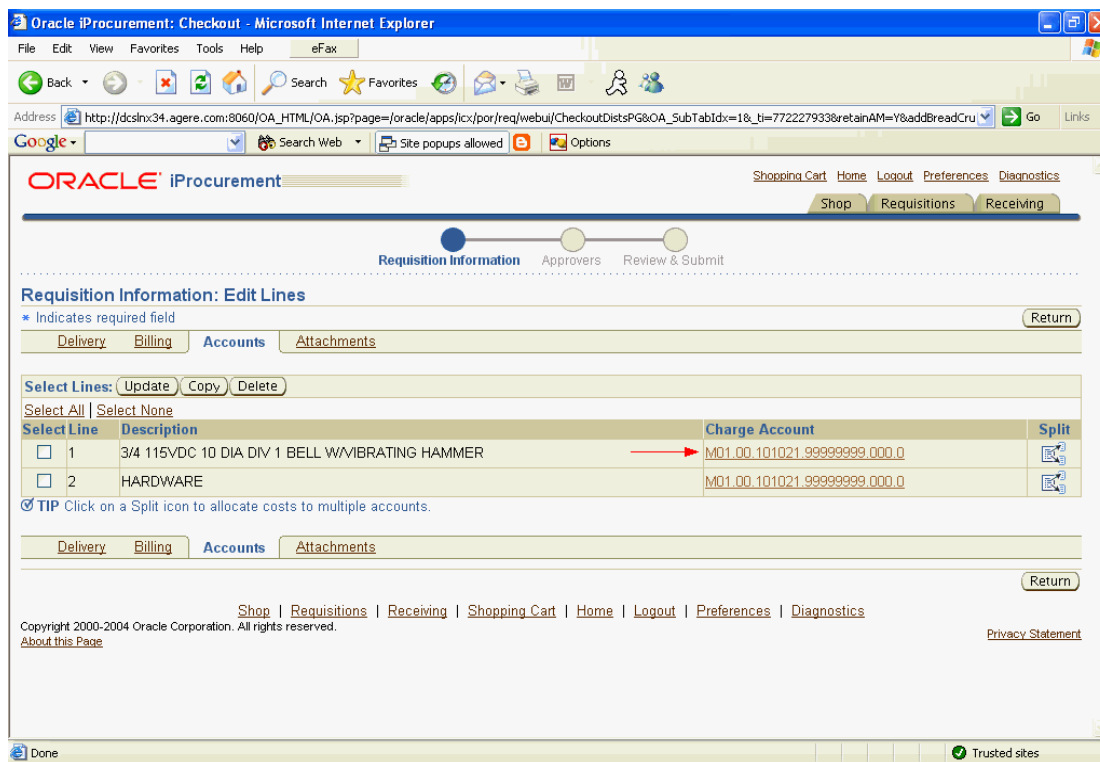 Oracle iProcurement: Checkout - Microsoft Internet Explorer
File Edit View Favorites Tools Help eFax
Back Search Favorites
Address http://dcslnx34.agere.com:8060/OA_HTML/OA.jsp?page=/oracle/apps/icx/por/req/webui/CheckoutDistsPG&OA_SubTabIdx=1&_ti=772227933&retainAM=Y&addBreadCru Go Links
Google Search Web Site popups allowed Options
ORACLE iProcurement
Shopping Cart Home Logout Preferences Diagnostics
Shop Requisitions Receiving
Requisition Information Approvers Review & Submit
Requisition Information: Edit Lines
* Indicates required field Return
Delivery Billing Accounts Attachments
Select Lines: Update Copy Delete
Select All | Select None
Select Line Description Charge Account Split
1 3/4 115VDC 10 DIA DIV 1 BELL W/VIBRATING HAMMER M01.00.101021.99999999.000.0
2 HARDWARE M01.00.101021.99999999.000.0
TIP Click on a Split icon to allocate costs to multiple accounts.
Delivery Billing Accounts Attachments
Return
Shop | Requisitions | Receiving | Shopping Cart | Home | Logout | Preferences | Diagnostics
Copyright 2000-2004 Oracle Corporation. All rights reserved.
About this Page Privacy Statement
Done Trusted sites